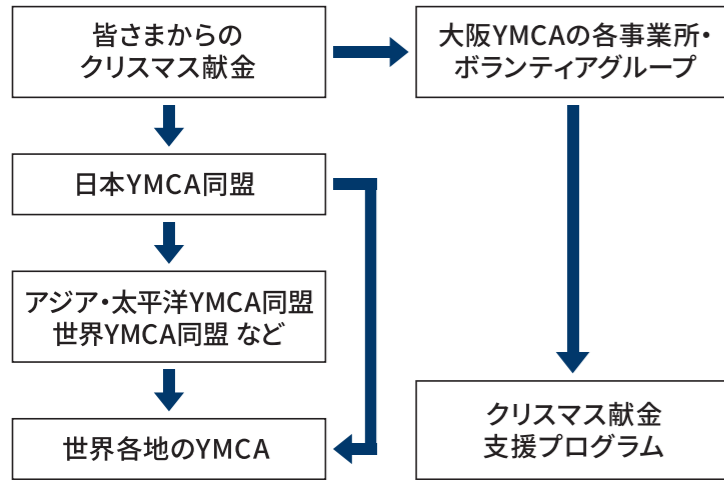 皆さまからの
クリスマス献金
大阪YMCAの各事業所・
ボランティアグループ
日本YMCA同盟
アジア・太平洋YMCA同盟
世界YMCA同盟 など
世界各地のYMCA
クリスマス献金
支援プログラム